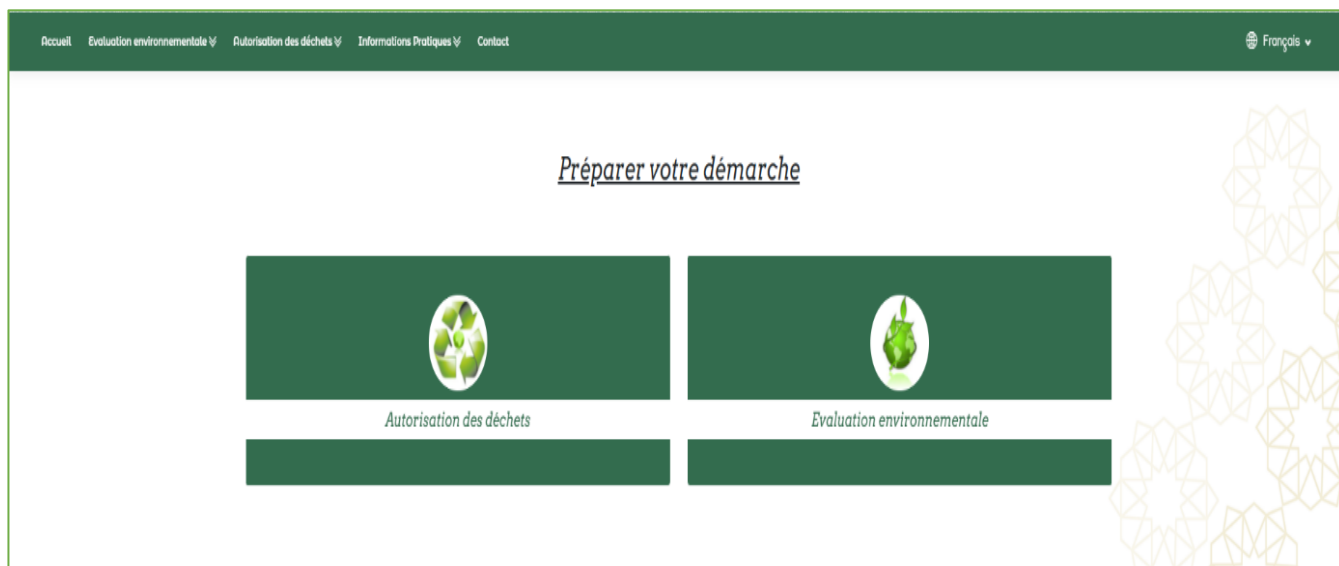 Accueil Evaluation environnementale Autorisation des déchets Informations Pratiques Contact Français
Préparer votre démarche
Autorisation des déchets Evaluation environnementale